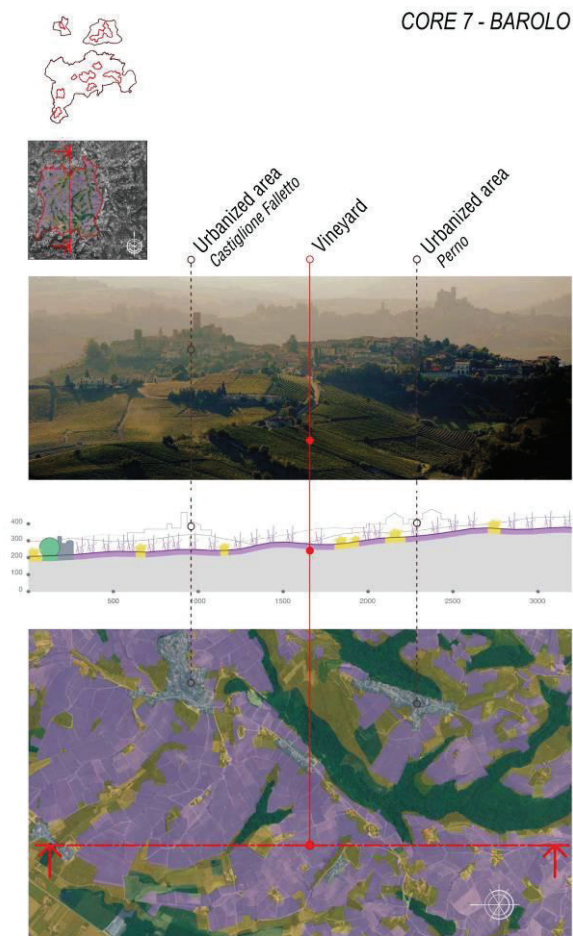 CORE 7 - BAROLO
Urbanized area
Castiglione Falletto
Vineyard
Urbanized area
Perno
400
300
200
100
0
500
1000
1500
2000
2500
3000